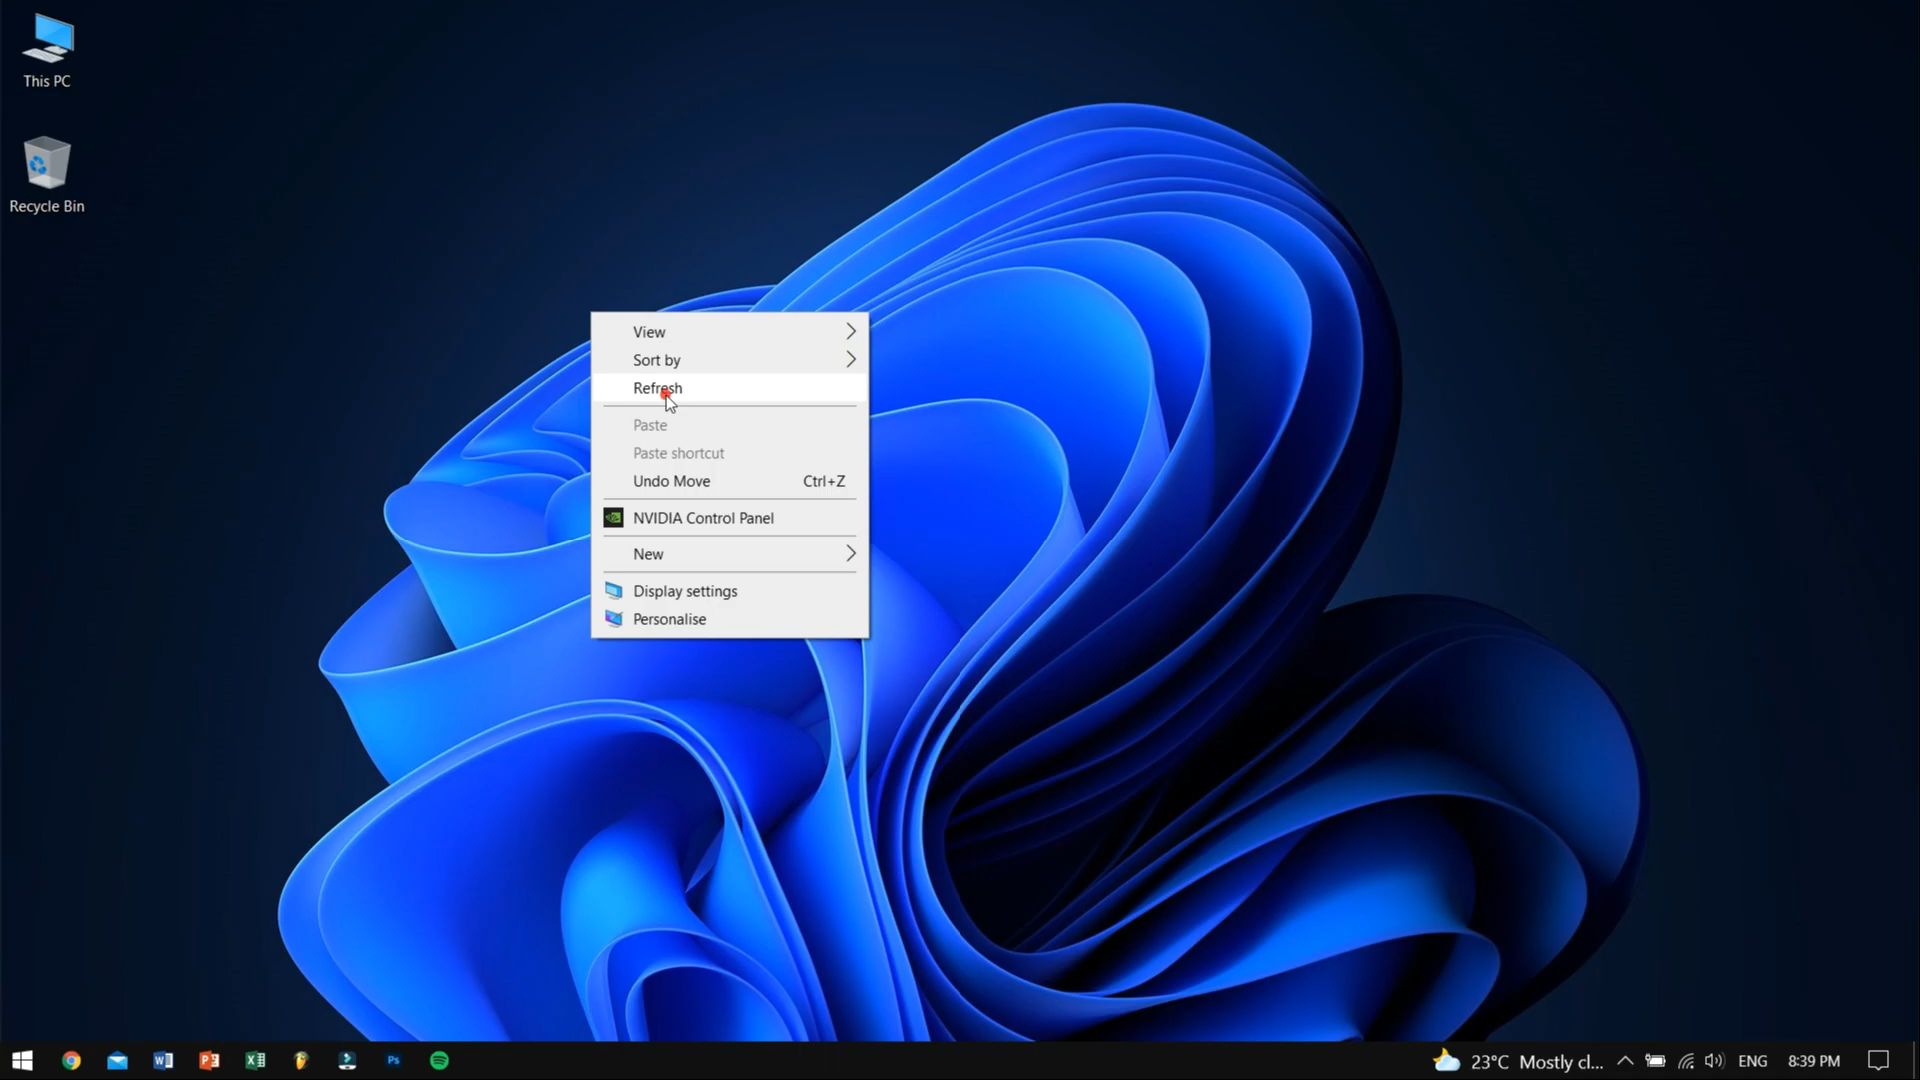 This PC
Recycle Bin
View
Sort by
Refresh
Paste
Paste shortcut
Undo Move Ctrl+Z
NVIDIA Control Panel
New
Display settings
Personalise
Ps
23°C Mostly cl... ENG 8:39 PM